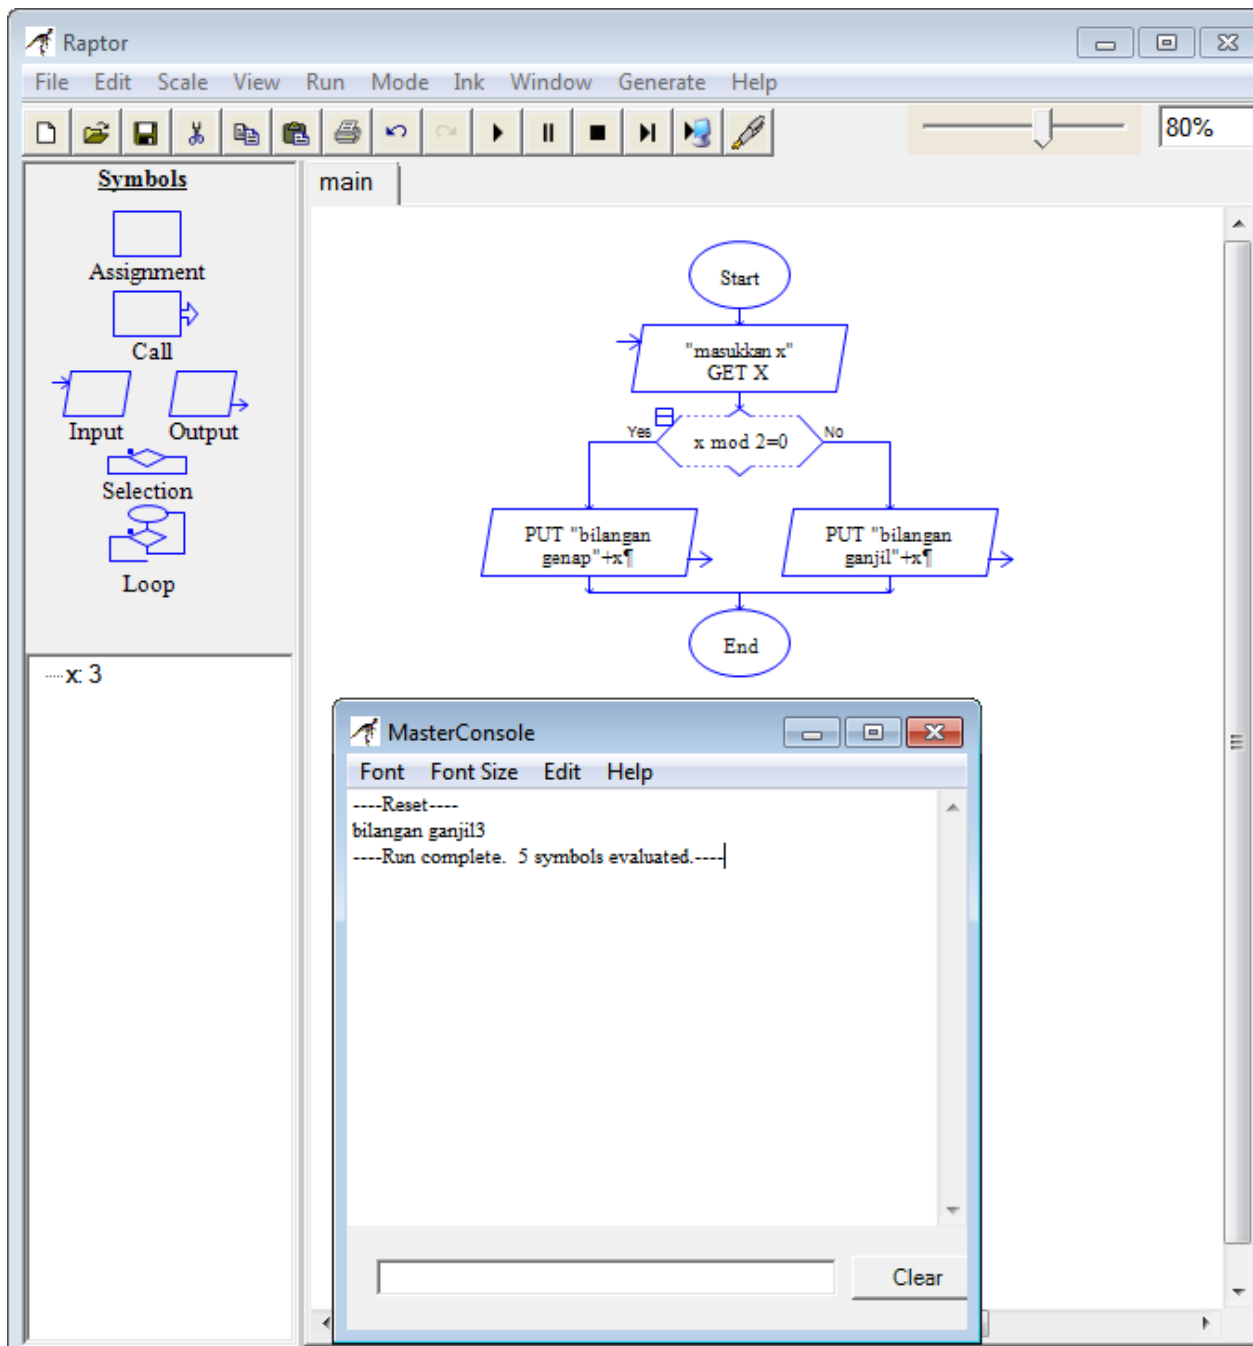 Raptor
File Edit Scale View Run Mode Ink Window Generate Help
80%
Symbols
Assignment
Call
Input Output
Selection
Loop
x: 3
main
Start
"masukkan x"
GET X
Yes
x mod 2=0
No
PUT "bilangan
genap"+x¶
PUT "bilangan
ganjil"+x¶
End
MasterConsole
Font Font Size Edit Help
----Reset----
bilangan ganjil3
----Run complete.  5 symbols evaluated.----
Clear